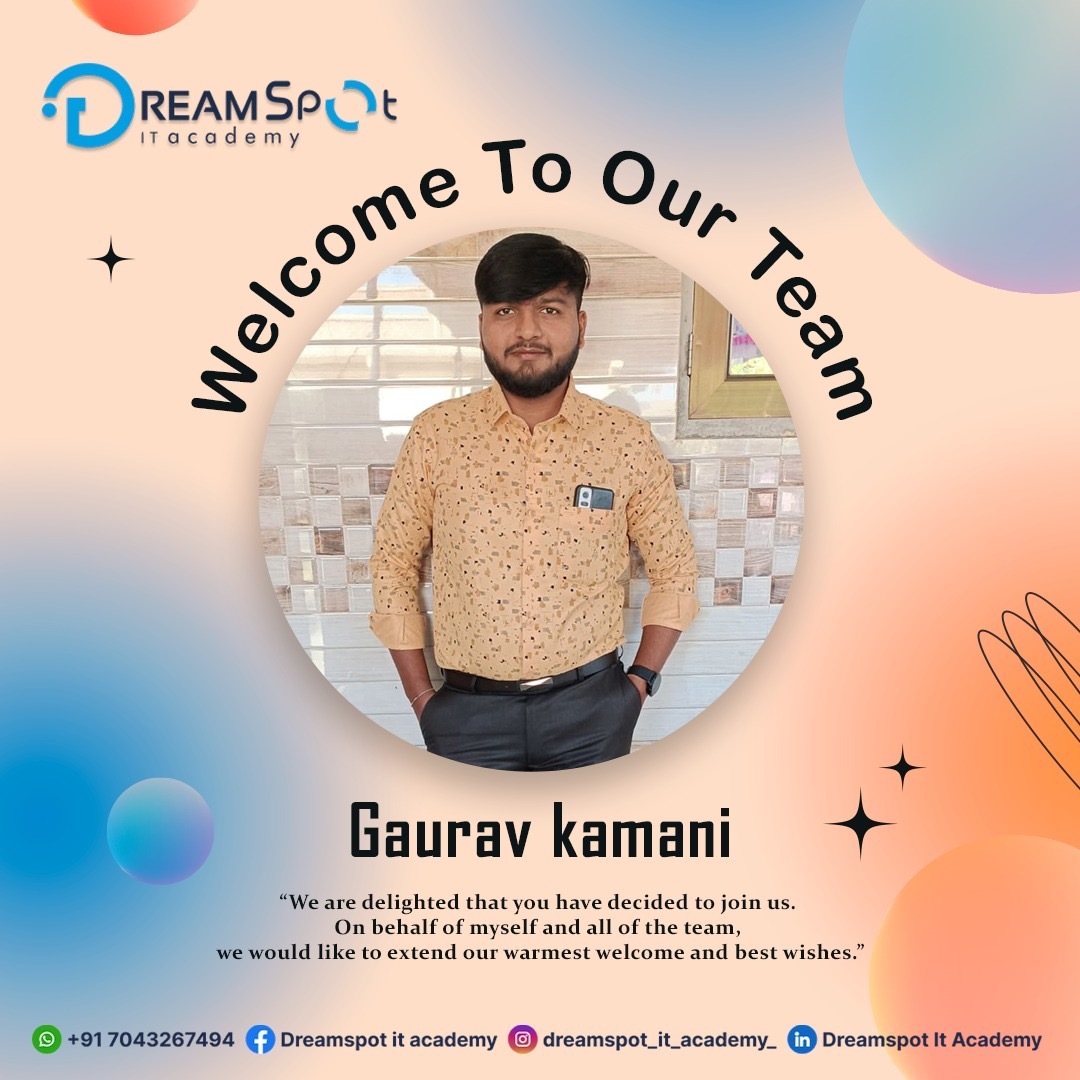 DREAMSpOt
IT academy
Welcome To Our Team
Gaurav kamani
“We are delighted that you have decided to join us.
On behalf of myself and all of the team,
we would like to extend our warmest welcome and best wishes.”
+91 7043267494 Dreamspot it academy dreamspot_it_academy_ Dreamspot It Academy